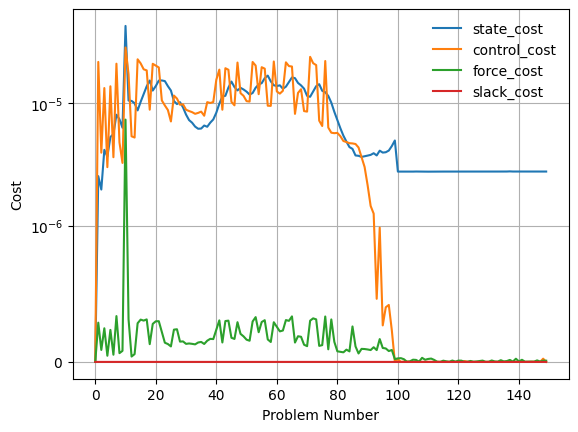 state_cost
control_cost
force_cost
slack_cost
10⁻⁵
10⁻⁶
0
Cost
0 20 40 60 80 100 120 140
Problem Number